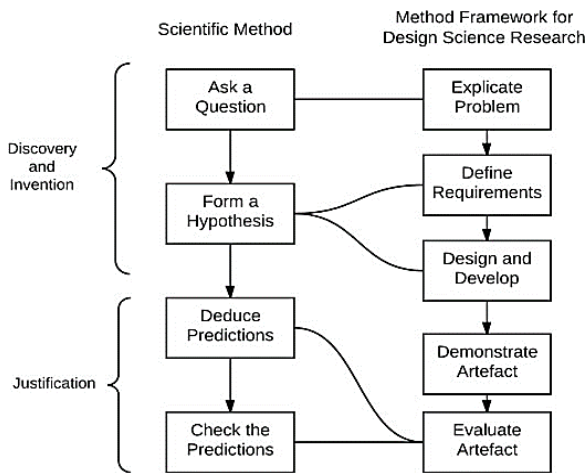 Scientific Method
Method Framework for
Design Science Research
Discovery
and
Invention
Justification
Ask a
Question
Form a
Hypothesis
Deduce
Predictions
Check the
Predictions
Explicate
Problem
Define
Requirements
Design and
Develop
Demonstrate
Artefact
Evaluate
Artefact